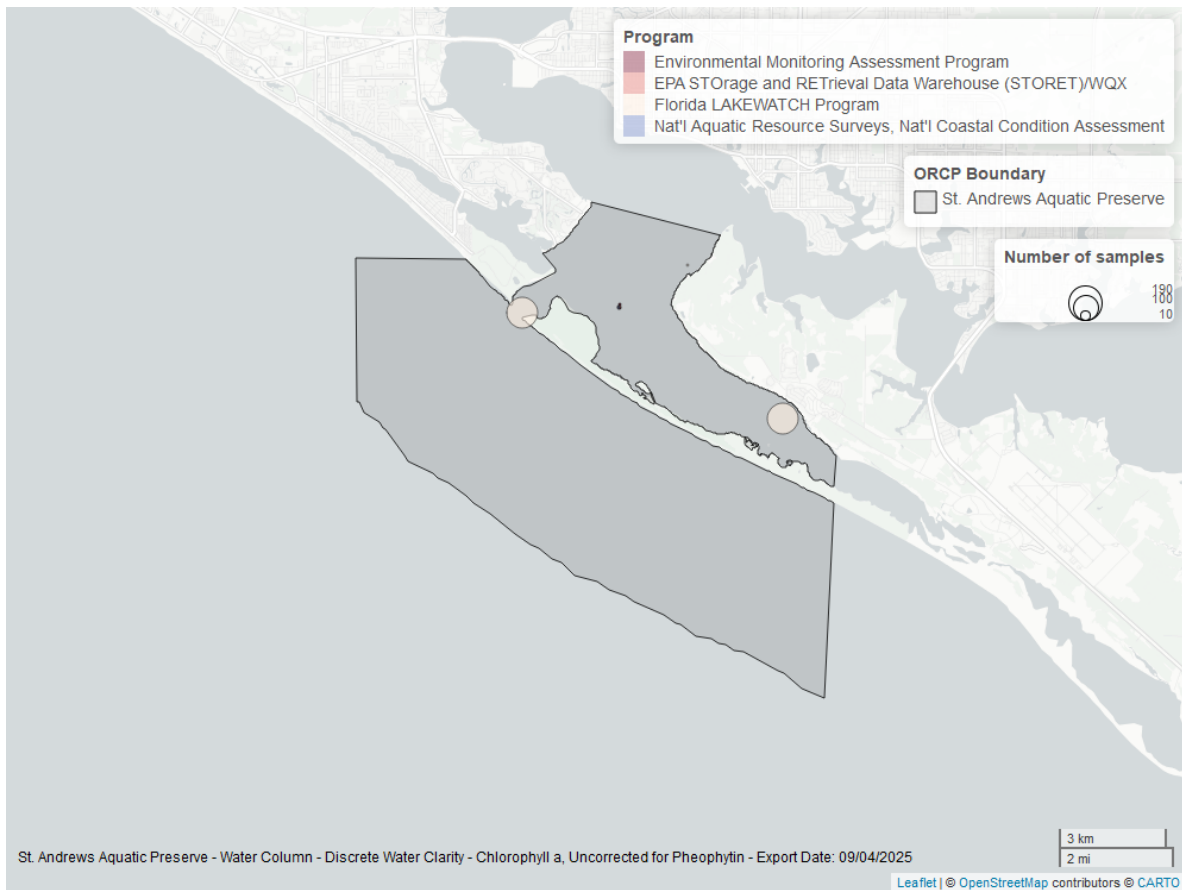 Program
Environmental Monitoring Assessment Program
EPA STOrage and RETrieval Data Warehouse (STORET)/WQX
Florida LAKEWATCH Program
Nat'l Aquatic Resource Surveys, Nat'l Coastal Condition Assessment
ORCP Boundary
St. Andrews Aquatic Preserve
Number of samples
190
100
10
3 km
2 mi
St. Andrews Aquatic Preserve - Water Column - Discrete Water Clarity - Chlorophyll a, Uncorrected for Pheophytin - Export Date: 09/04/2025
Leaflet | © OpenStreetMap contributors © CARTO